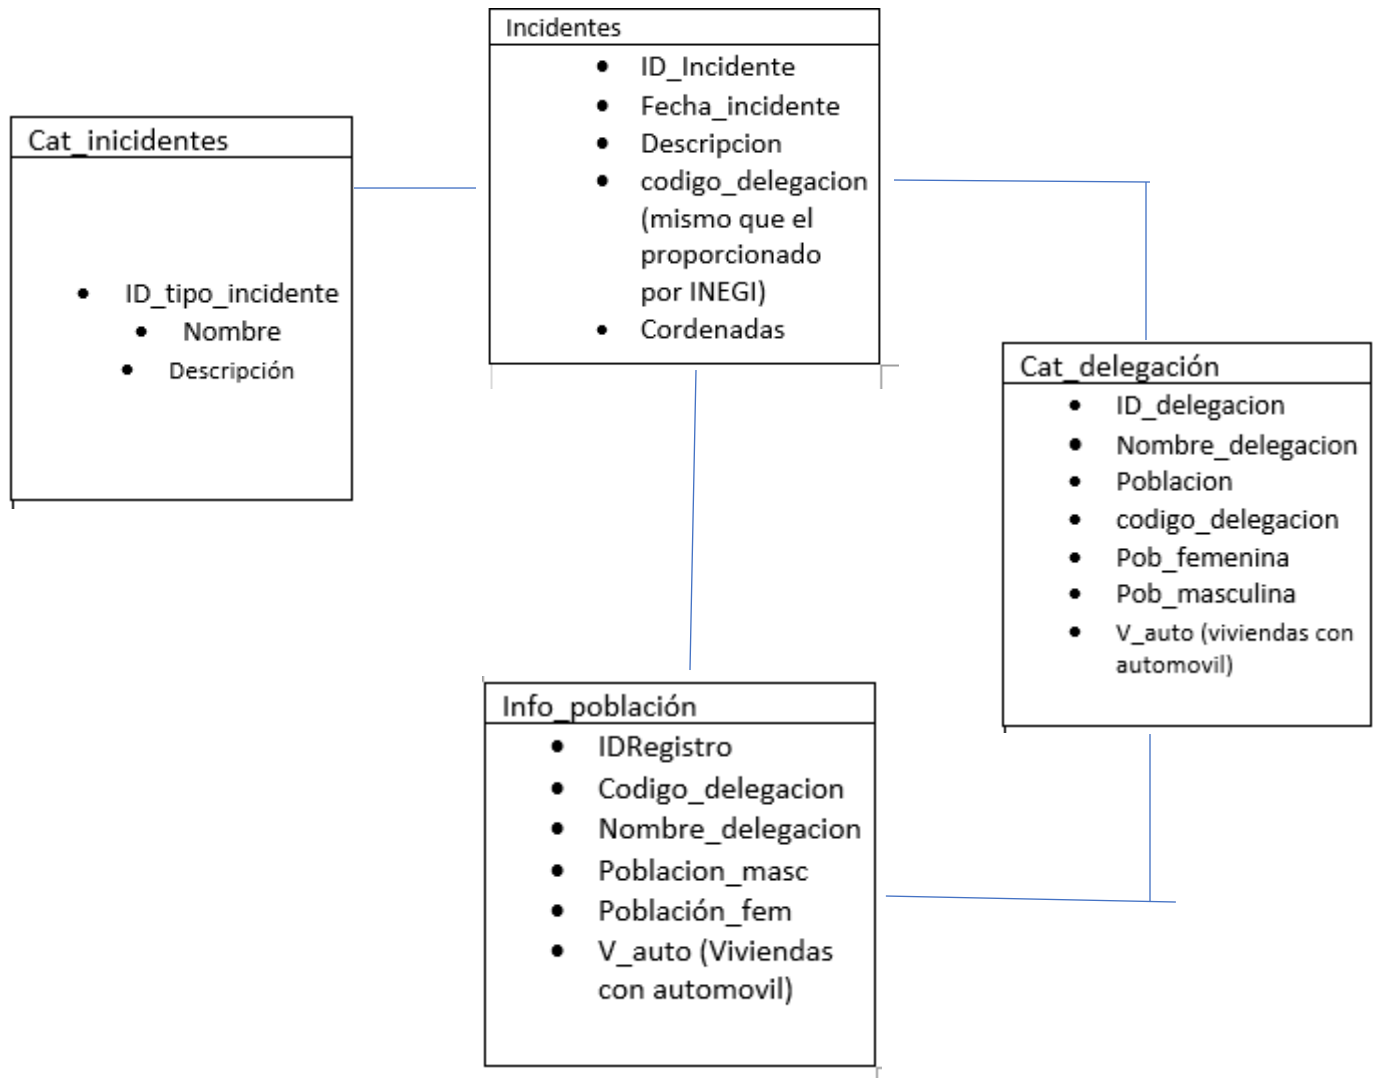 Incidentes
ID_Incidente
Fecha_incidente
Descripcion
codigo_delegacion
(mismo que el
proporcionado
por INEGI)
Cordenadas
Cat_inicidentes
ID_tipo_incidente
Nombre
Descripción
Cat_delegación
ID_delegacion
Nombre_delegacion
Poblacion
codigo_delegacion
Pob_femenina
Pob_masculina
V_auto (viviendas con
automovil)
Info_población
IDRegistro
Codigo_delegacion
Nombre_delegacion
Poblacion_masc
Población_fem
V_auto (Viviendas
con automovil)